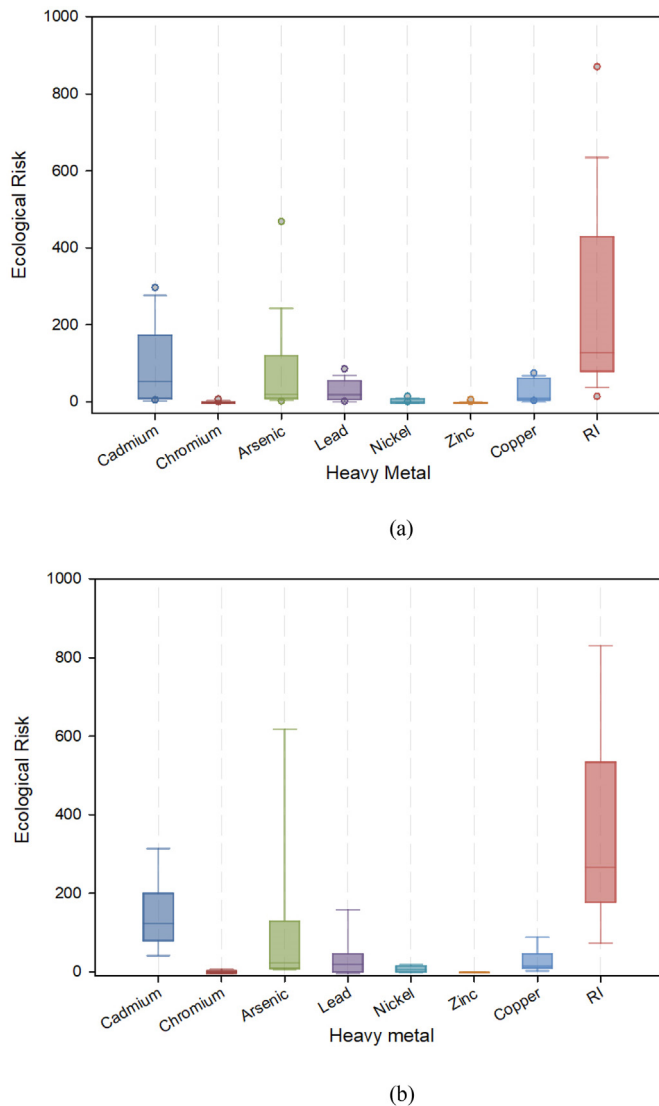 1000
800
600
400
200
0
Ecological Risk
Cadmium
Chromium
Arsenic
Lead
Nickel
Zinc
Copper
RI
Heavy Metal
(a)
1000
800
600
400
200
0
Ecological Risk
Cadmium
Chromium
Arsenic
Lead
Nickel
Zinc
Copper
RI
Heavy metal
(b)